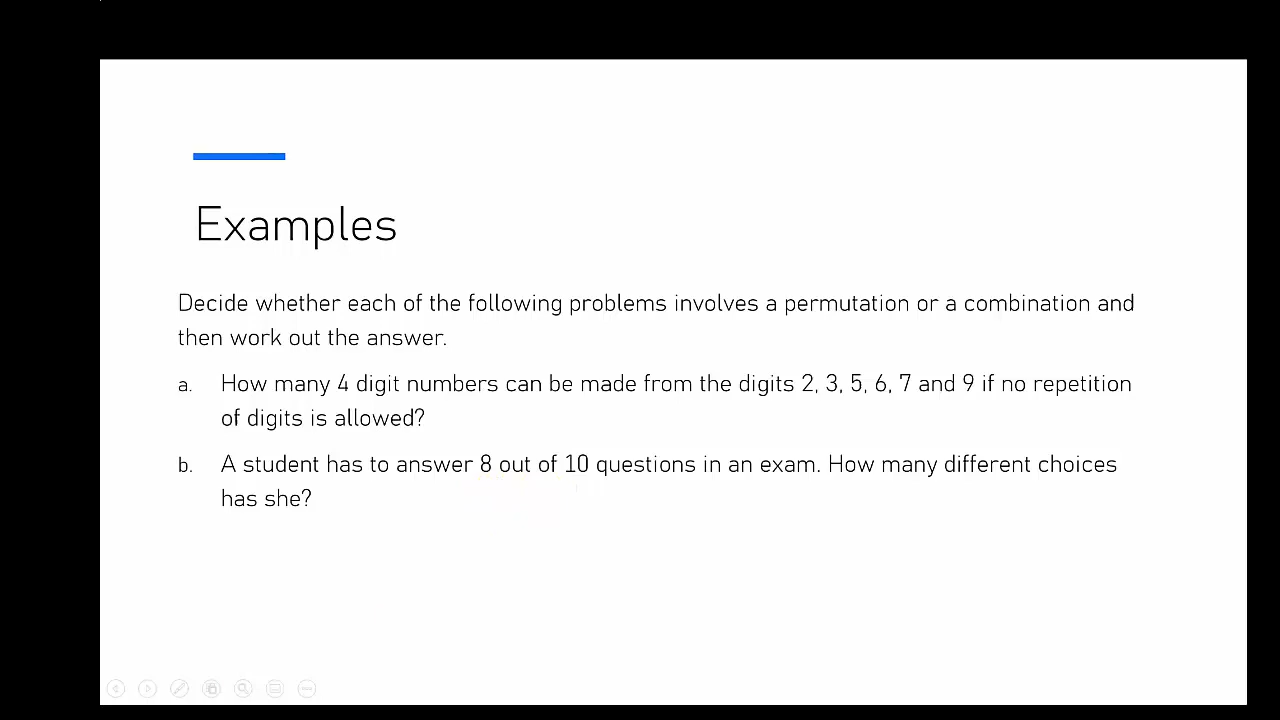 Examples
Decide whether each of the following problems involves a permutation or a combination and
then work out the answer.
a. How many 4 digit numbers can be made from the digits 2, 3, 5, 6, 7 and 9 if no repetition
of digits is allowed?
b. A student has to answer 8 out of 10 questions in an exam. How many different choices
has she?